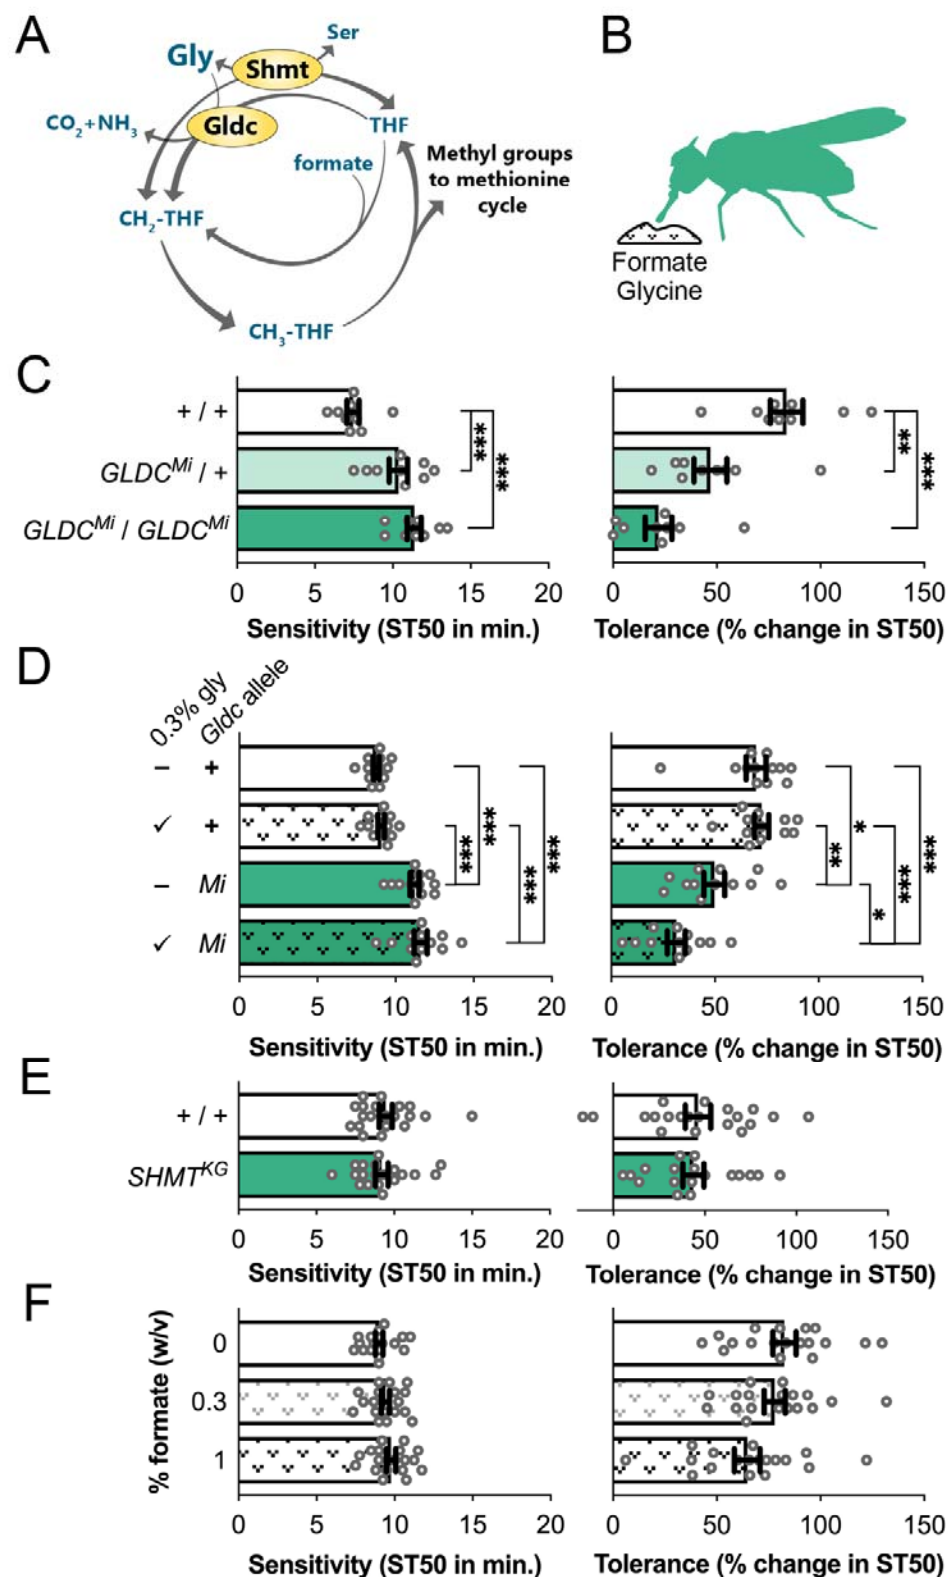 A
B
Ser
Gly
Shmt
CO2+NH3
Gldc
THF
formate
Methyl groups
to methionine
cycle
CH2-THF
CH3-THF
Formate
Glycine
C
+ / +
GLDCMi / +
GLDCMi / GLDCMi
***
***
**
***
0 5 10 15 20
0 50 100 150
Sensitivity (ST50 in min.)
Tolerance (% change in ST50)
D
0.3% gly
Gldc allele
– +
✓ +
– Mi
✓ Mi
***
***
***
***
**
*
*
***
***
0 5 10 15 20
0 50 100 150
Sensitivity (ST50 in min.)
Tolerance (% change in ST50)
E
+ / +
SHMTKG
0 5 10 15 20
0 50 100 150
Sensitivity (ST50 in min.)
Tolerance (% change in ST50)
F
% formate (w/v)
0
0.3
1
0 5 10 15 20
0 50 100 150
Sensitivity (ST50 in min.)
Tolerance (% change in ST50)